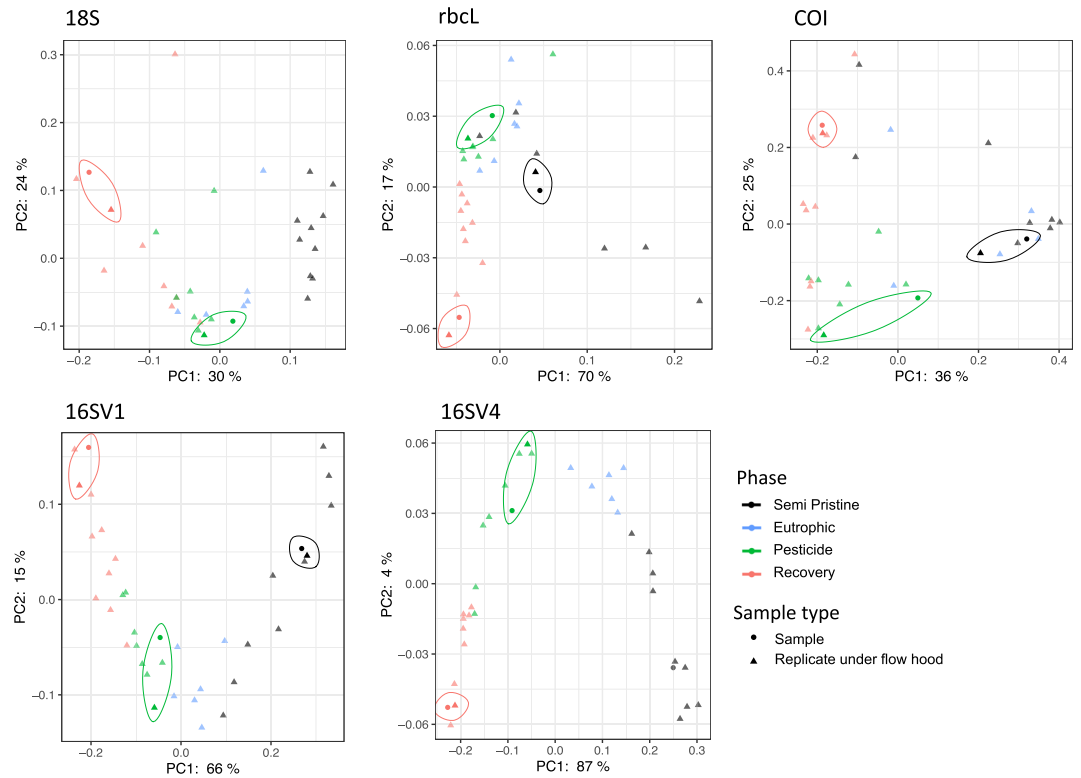 18S
rbcL
COI
0.3
0.2
0.1
0.0
−0.1
PC2: 24 %
−0.2
−0.1
0.0
0.1
PC1: 30 %
0.06
0.03
0.00
−0.03
−0.06
PC2: 17 %
0.0
0.1
0.2
PC1: 70 %
0.4
0.2
0.0
−0.2
PC2: 25 %
−0.2
0.0
0.2
0.4
PC1: 36 %
16SV1
16SV4
0.1
0.0
−0.1
PC2: 15 %
−0.2
0.0
0.2
PC1: 66 %
0.06
0.03
0.00
−0.03
−0.06
PC2: 4 %
−0.2
−0.1
0.0
0.1
0.2
0.3
PC1: 87 %
Phase
Semi Pristine
Eutrophic
Pesticide
Recovery
Sample type
Sample
Replicate under flow hood